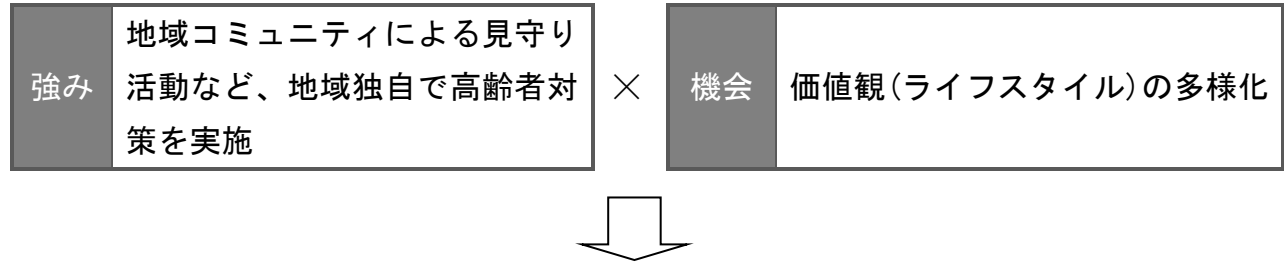 強み
地域コミュニティによる見守り
活動など、地域独自で高齢者対
策を実施
×
機会
価値観(ライフスタイル)の多様化